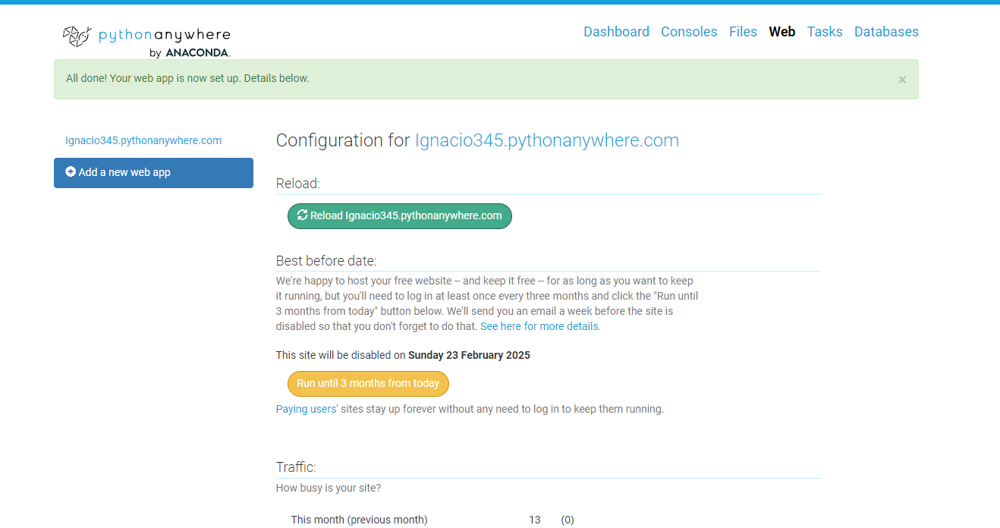 pythonanywhere
by ANACONDA.
Dashboard Consoles Files Web Tasks Databases
All done! Your web app is now set up. Details below. ×
Ignacio345.pythonanywhere.com
Add a new web app
Configuration for Ignacio345.pythonanywhere.com
Reload:
Reload Ignacio345.pythonanywhere.com
Best before date:
We're happy to host your free website -- and keep it free -- for as long as you want to keep
it running, but you'll need to log in at least once every three months and click the "Run until
3 months from today" button below. We'll send you an email a week before the site is
disabled so that you don't forget to do that. See here for more details.
This site will be disabled on Sunday 23 February 2025
Run until 3 months from today
Paying users' sites stay up forever without any need to log in to keep them running.
Traffic:
How busy is your site?
This month (previous month) 13 (0)